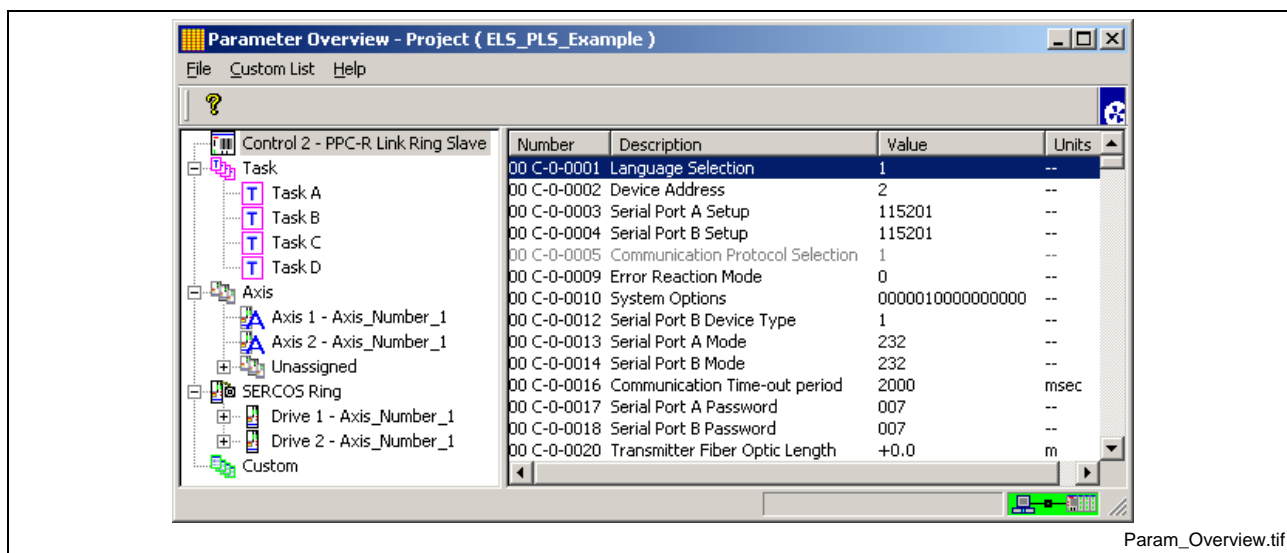 Parameter Overview - Project ( ELS_PLS_Example )
File Custom List Help
Control 2 - PPC-R Link Ring Slave
Task
T Task A
T Task B
T Task C
T Task D
Axis
Axis 1 - Axis_Number_1
Axis 2 - Axis_Number_1
Unassigned
SERCOS Ring
Drive 1 - Axis_Number_1
Drive 2 - Axis_Number_1
Custom
Number Description Value Units
00 C-0-0001 Language Selection 1 --
00 C-0-0002 Device Address 2 --
00 C-0-0003 Serial Port A Setup 115201 --
00 C-0-0004 Serial Port B Setup 115201 --
00 C-0-0005 Communication Protocol Selection 1 --
00 C-0-0009 Error Reaction Mode 0 --
00 C-0-0010 System Options 0000010000000000 --
00 C-0-0012 Serial Port B Device Type 1 --
00 C-0-0013 Serial Port A Mode 232 --
00 C-0-0014 Serial Port B Mode 232 --
00 C-0-0016 Communication Time-out period 2000 msec
00 C-0-0017 Serial Port A Password 007 --
00 C-0-0018 Serial Port B Password 007 --
00 C-0-0020 Transmitter Fiber Optic Length +0.0 m
Param_Overview.tif